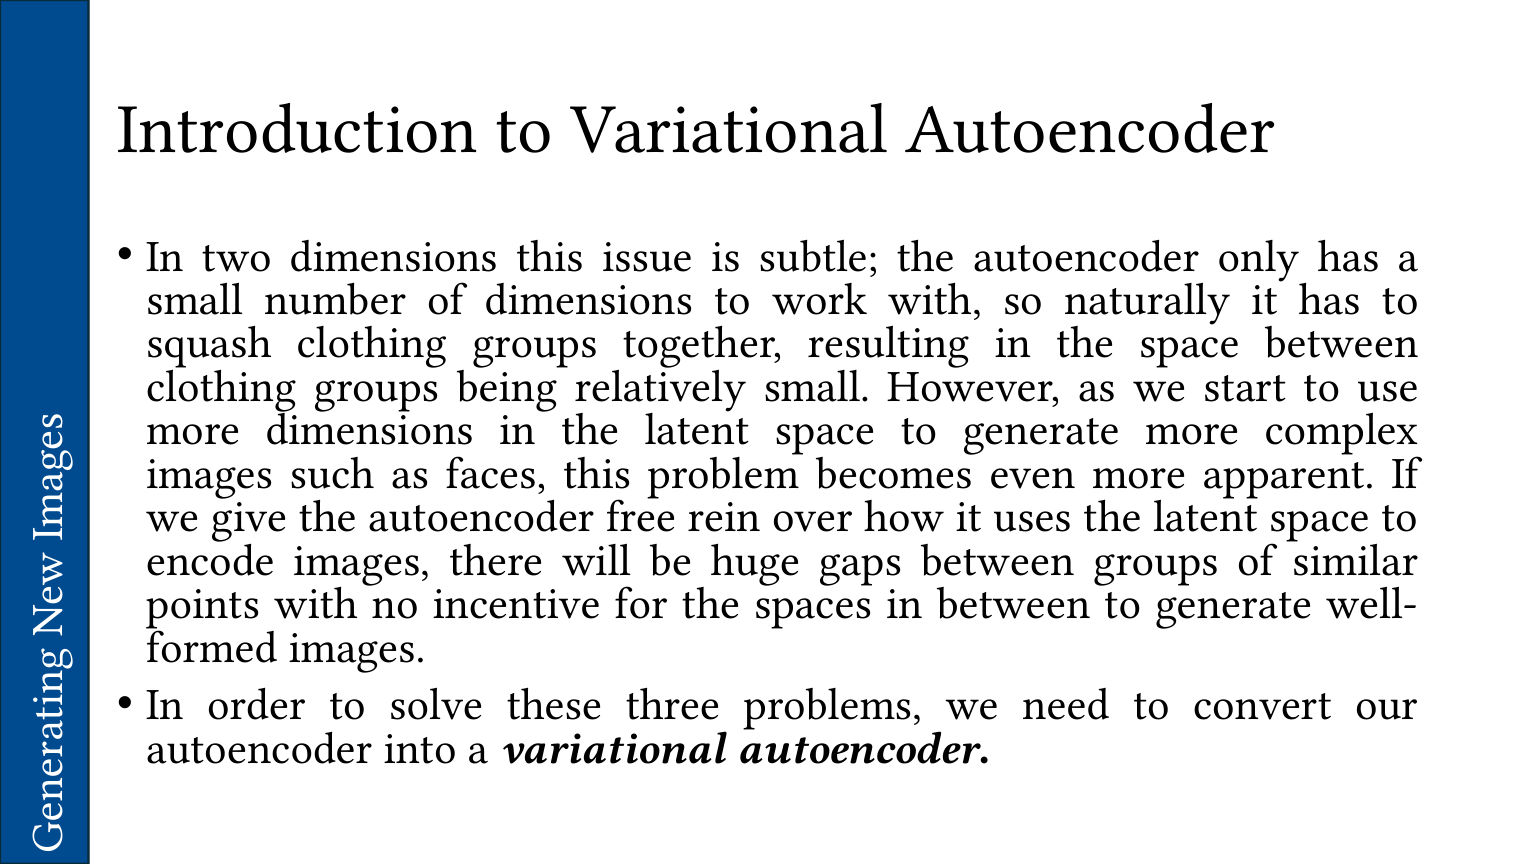 Generating New Images
Introduction to Variational Autoencoder
• In two dimensions this issue is subtle; the autoencoder only has a
small number of dimensions to work with, so naturally it has to
squash clothing groups together, resulting in the space between
clothing groups being relatively small. However, as we start to use
more dimensions in the latent space to generate more complex
images such as faces, this problem becomes even more apparent. If
we give the autoencoder free rein over how it uses the latent space to
encode images, there will be huge gaps between groups of similar
points with no incentive for the spaces in between to generate well-
formed images.
• In order to solve these three problems, we need to convert our
autoencoder into a variational autoencoder.